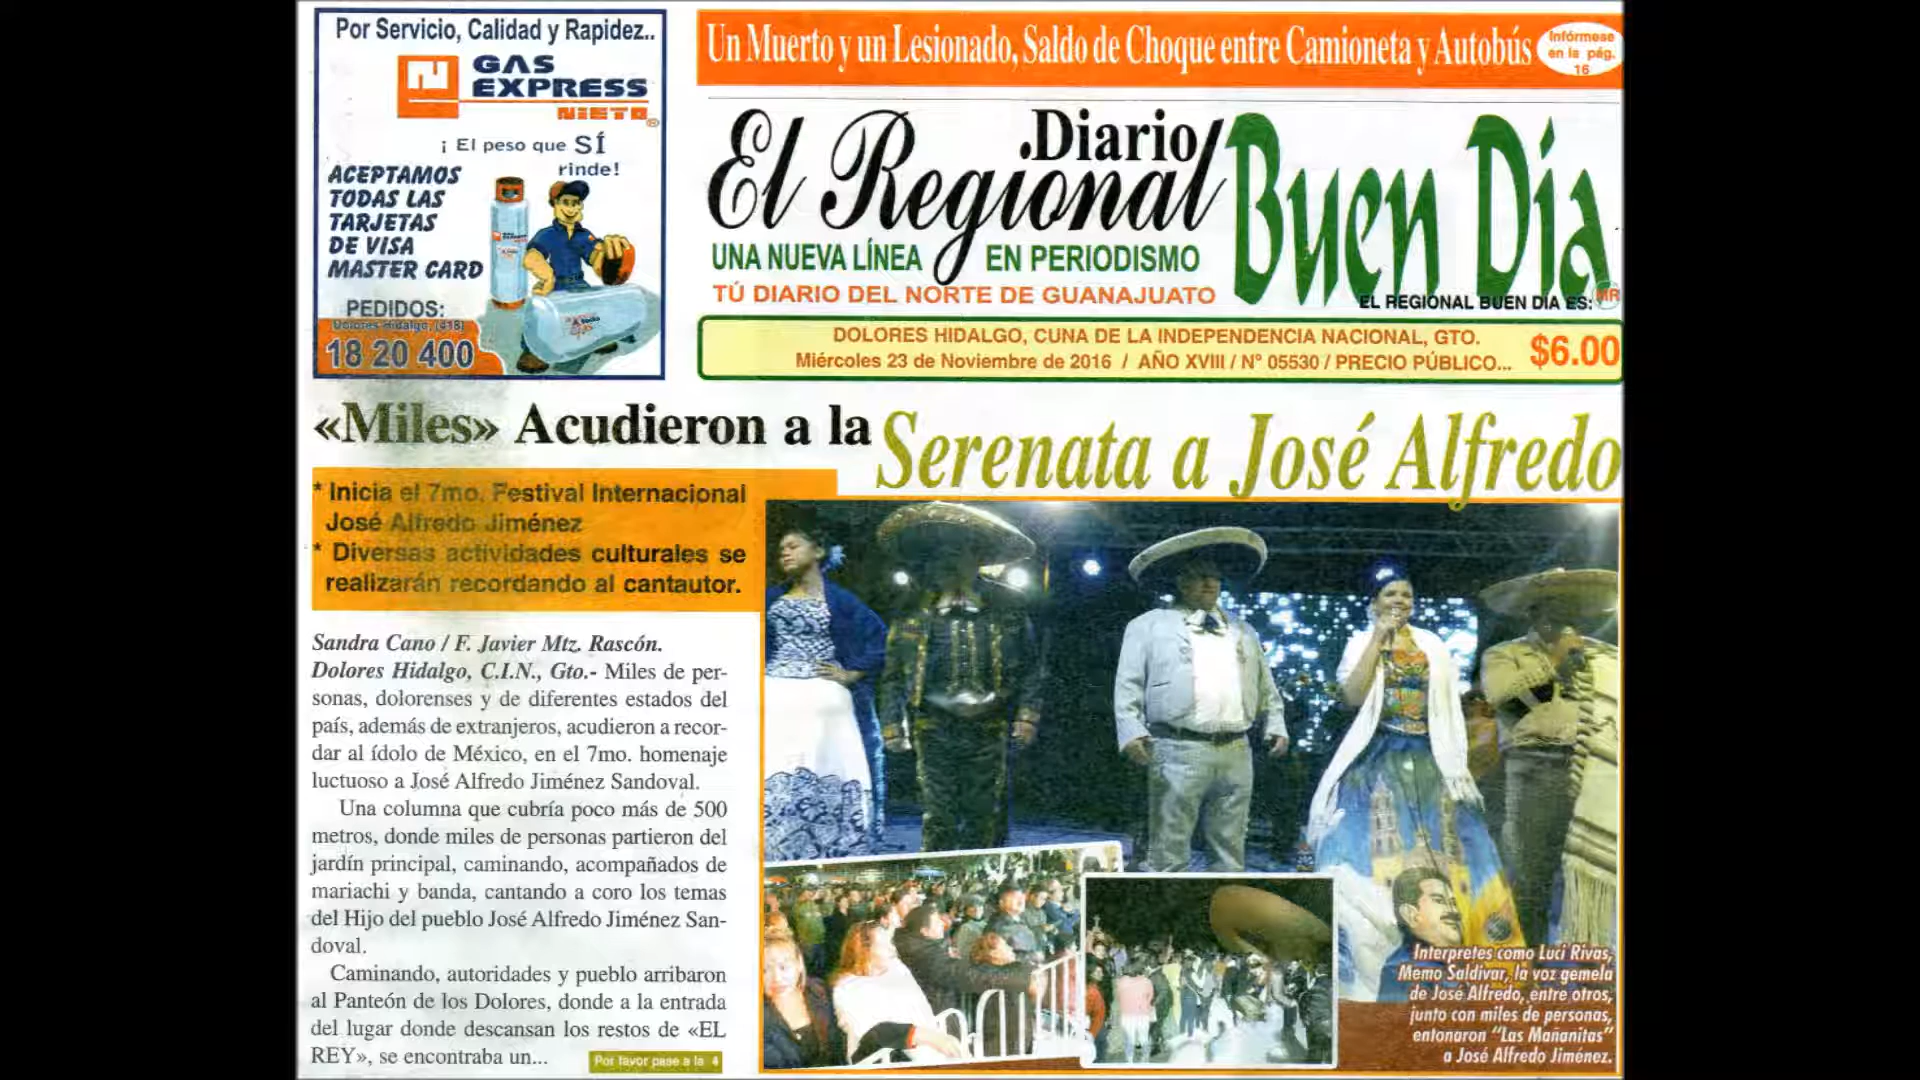 Por Servicio, Calidad y Rapidez..
GAS
EXPRESS
NIETO
¡ El peso que SÍ
rinde!
ACEPTAMOS
TODAS LAS
TARJETAS
DE VISA
MASTER CARD
PEDIDOS:
Dolores Hidalgo, (418)
18 20 400
Un Muerto y un Lesionado, Saldo de Choque entre Camioneta y Autobús
Infórmese
en la pág.
16
El Regional
.Diario
Buen Día
UNA NUEVA LÍNEA EN PERIODISMO
TÚ DIARIO DEL NORTE DE GUANAJUATO
EL REGIONAL BUEN DIA ES: MR
DOLORES HIDALGO, CUNA DE LA INDEPENDENCIA NACIONAL, GTO.
Miércoles 23 de Noviembre de 2016 / AÑO XVIII / N° 05530 / PRECIO PÚBLICO... $6.00
«Miles» Acudieron a la Serenata a José Alfredo
* Inicia el 7mo. Festival Internacional
José Alfredo Jiménez
* Diversas actividades culturales se
realizarán recordando al cantautor.
Sandra Cano / F. Javier Mtz. Rascón.
Dolores Hidalgo, C.I.N., Gto.- Miles de per-
sonas, dolorenses y de diferentes estados del
país, además de extranjeros, acudieron a recor-
dar al ídolo de México, en el 7mo. homenaje
luctuoso a José Alfredo Jiménez Sandoval.
Una columna que cubría poco más de 500
metros, donde miles de personas partieron del
jardín principal, caminando, acompañados de
mariachi y banda, cantando a coro los temas
del Hijo del pueblo José Alfredo Jiménez San-
doval.
Caminando, autoridades y pueblo arribaron
al Panteón de los Dolores, donde a la entrada
del lugar donde descansan los restos de «EL
REY», se encontraba un...
Por favor pase a la 4
Interpretes como Luci Rivas,
Memo Saldivar, la voz gemela
de José Alfredo, entre otros,
junto con miles de personas,
entonaron "Las Mañanitas"
a José Alfredo Jiménez.